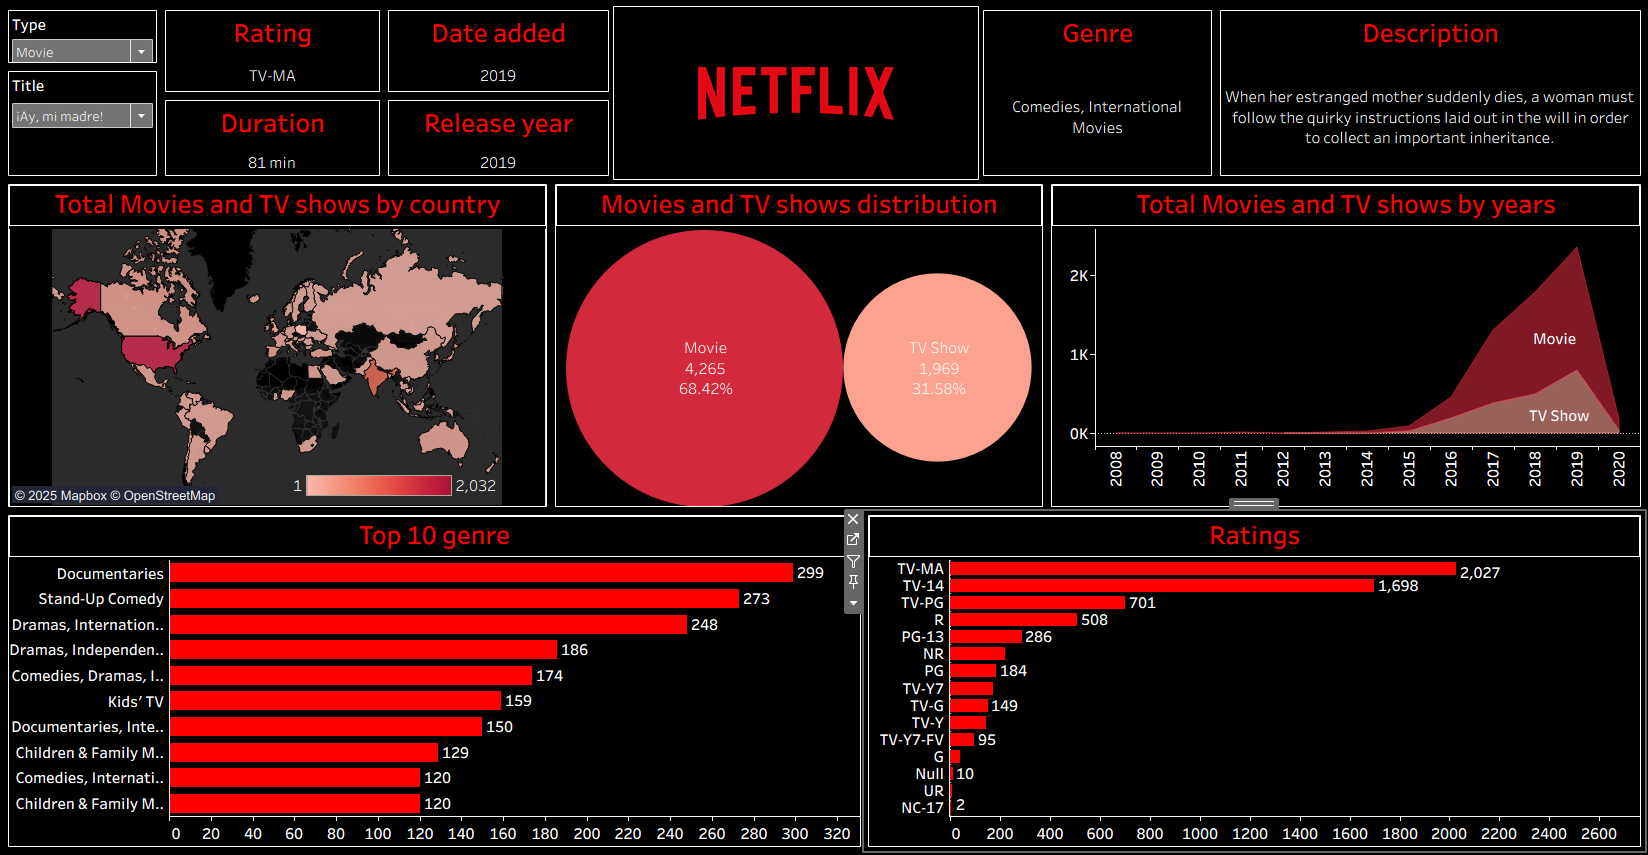 Type
Movie
Title
¡Ay, mi madre!
Rating
TV-MA
Duration
81 min
Date added
2019
Release year
2019
NETFLIX
Genre
Comedies, International
Movies
Description
When her estranged mother suddenly dies, a woman must
follow the quirky instructions laid out in the will in order
to collect an important inheritance.
Total Movies and TV shows by country
1
2,032
© 2025 Mapbox © OpenStreetMap
Movies and TV shows distribution
Movie
4,265
68.42%
TV Show
1,969
31.58%
Total Movies and TV shows by years
2K
1K
0K
Movie
TV Show
2008
2009
2010
2011
2012
2013
2014
2015
2016
2017
2018
2019
2020
Top 10 genre
Documentaries 299
Stand-Up Comedy 273
Dramas, Internation.. 248
Dramas, Independen.. 186
Comedies, Dramas, I.. 174
Kids' TV 159
Documentaries, Inte.. 150
Children & Family M.. 129
Comedies, Internati.. 120
Children & Family M.. 120
0 20 40 60 80 100 120 140 160 180 200 220 240 260 280 300 320
Ratings
TV-MA 2,027
TV-14 1,698
TV-PG 701
R 508
PG-13 286
NR
PG 184
TV-Y7
TV-G 149
TV-Y
TV-Y7-FV 95
G
Null 10
UR
NC-17 2
0 200 400 600 800 1000 1200 1400 1600 1800 2000 2200 2400 2600